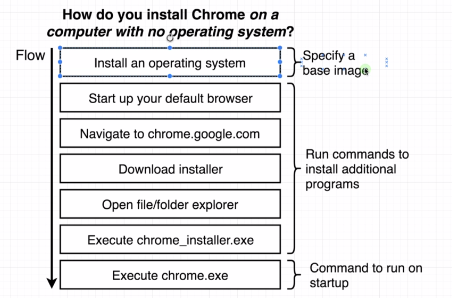 How do you install Chrome on a
computer with no operating system?
Flow
Install an operating system
Specify a
base image
Start up your default browser
Navigate to chrome.google.com
Download installer
Open file/folder explorer
Execute chrome_installer.exe
Run commands to
install additional
programs
Execute chrome.exe
Command to run on
startup